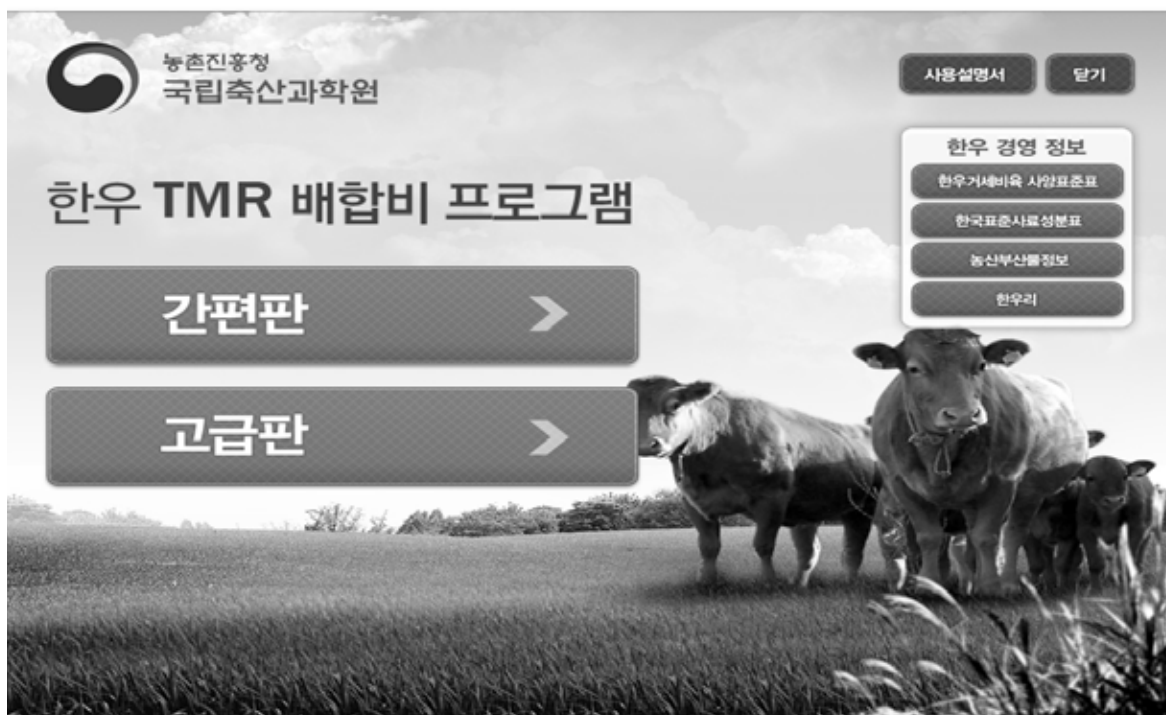 농촌진흥청
국립축산과학원
사용설명서
닫기
한우 TMR 배합비 프로그램
간편판
고급판
한우 경영 정보
한우거세비육 사양표준표
한국표준사료성분표
농산부산물정보
한우리